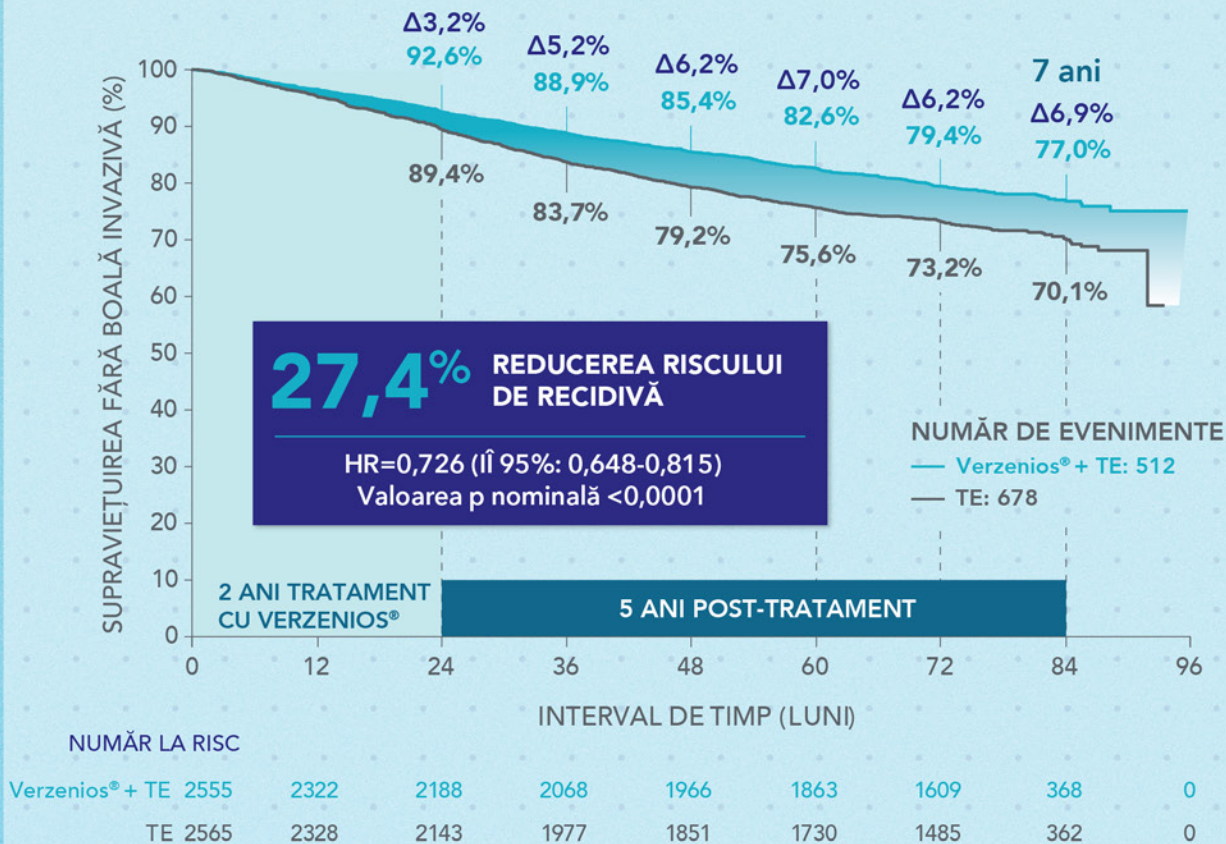 Δ3,2%
92,6%
Δ5,2%
88,9%
Δ6,2%
85,4%
Δ7,0%
82,6%
Δ6,2%
79,4%
7 ani
Δ6,9%
77,0%
89,4%
83,7%
79,2%
75,6%
73,2%
70,1%
SUPRAVIEȚUIREA FĂRĂ BOALĂ INVAZIVĂ (%)
100
90
80
70
60
50
40
30
20
10
0
27,4% REDUCEREA RISCULUI
DE RECIDIVĂ
HR=0,726 (IÎ 95%: 0,648-0,815)
Valoarea p nominală <0,0001
NUMĂR DE EVENIMENTE
Verzenios® + TE: 512
TE: 678
2 ANI TRATAMENT
CU VERZENIOS®
5 ANI POST-TRATAMENT
0 12 24 36 48 60 72 84 96
INTERVAL DE TIMP (LUNI)
NUMĂR LA RISC
Verzenios® + TE 2555 2322 2188 2068 1966 1863 1609 368 0
TE 2565 2328 2143 1977 1851 1730 1485 362 0